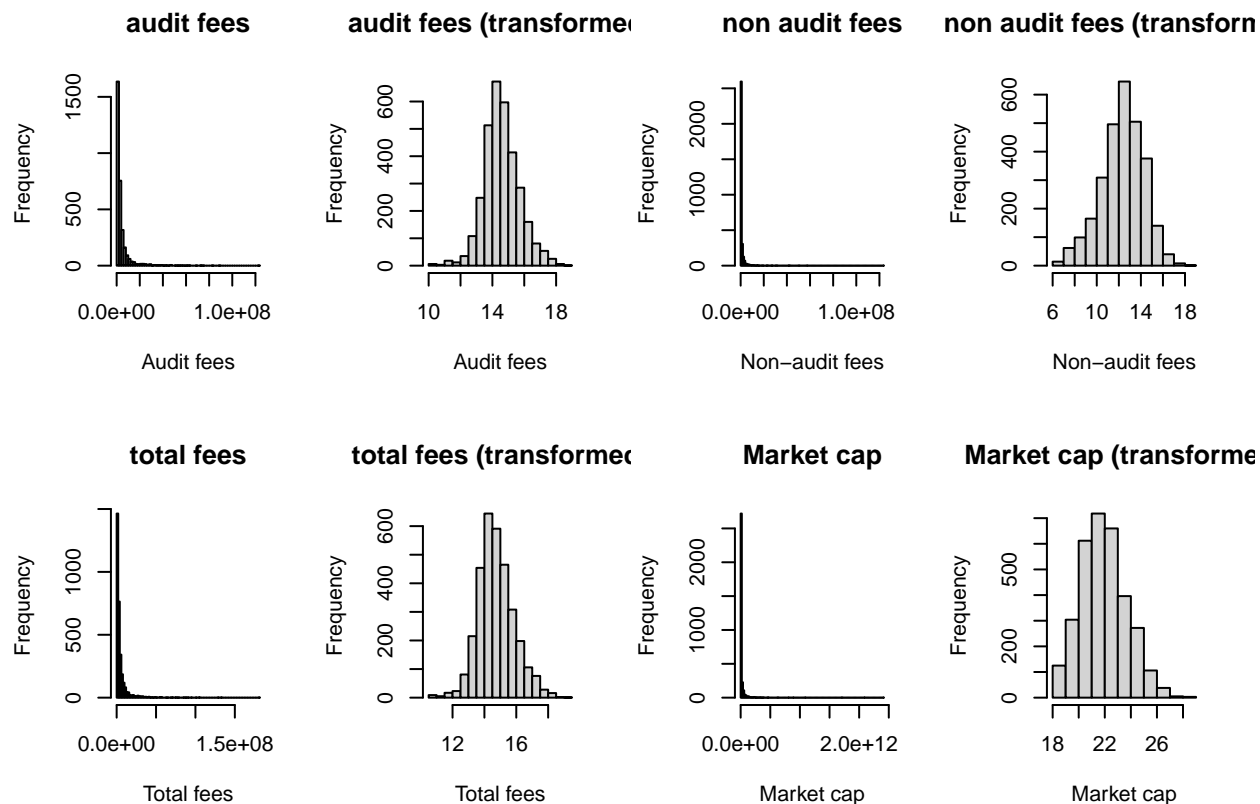 audit fees
Frequency
0 500 1500
0.0e+00 1.0e+08
Audit fees
audit fees (transformed
Frequency
0 200 400 600
10 14 18
Audit fees
non audit fees
Frequency
0 1000 2000
0.0e+00 1.0e+08
Non−audit fees
non audit fees (transform
Frequency
0 200 400 600
6 10 14 18
Non−audit fees
total fees
Frequency
0 500 1000
0.0e+00 1.5e+08
Total fees
total fees (transformed
Frequency
0 200 400 600
12 16
Total fees
Market cap
Frequency
0 1000 2000
0.0e+00 2.0e+12
Market cap
Market cap (transforme
Frequency
0 200 500
18 22 26
Market cap